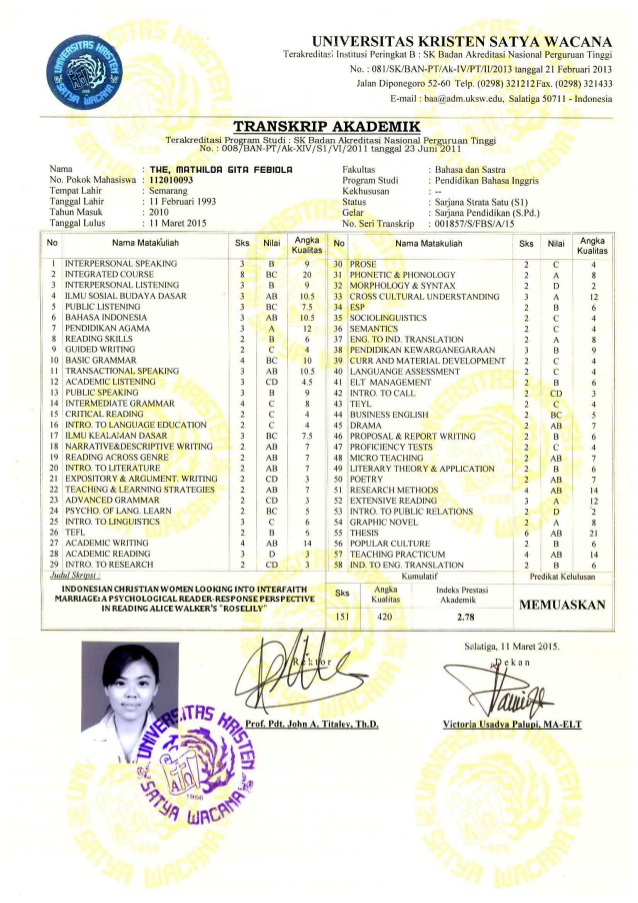 UNIVERSITAS KRISTEN SATYA WACANA
Terakreditasi Institusi Peringkat B : SK Badan Akreditasi Nasional Perguruan Tinggi
No. : 081/SK/BAN-PT/Ak-IV/PT/II/2013 tanggal 21 Februari 2013
Jalan Diponegoro 52-60 Telp. (0298) 321212 Fax. (0298) 321433
E-mail : baa@adm.uksw.edu, Salatiga 50711 - Indonesia
TRANSKRIP AKADEMIK
Terakreditasi Program Studi : SK Badan Akreditasi Nasional Perguruan Tinggi
No. : 008/BAN-PT/Ak-XIV/S1/VI/2011 tanggal 23 Juni 2011
Nama : TWE, MATHILDA GITA FEBIOLA
No. Pokok Mahasiswa : 112010093
Tempat Lahir : Semarang
Tanggal Lahir : 11 Februari 1993
Tahun Masuk : 2010
Tanggal Lulus : 11 Maret 2015
Fakultas : Bahasa dan Sastra
Program Studi : Pendidikan Bahasa Inggris
Kekhususan : --
Status : Sarjana Strata Satu (S1)
Gelar : Sarjana Pendidikan (S.Pd.)
No. Seri Transkrip : 001857/S/FBS/A/15
No Nama Matakuliah Sks Nilai Angka Kualitas
1 INTERPERSONAL SPEAKING 3 B 9
2 INTEGRATED COURSE 8 BC 20
3 INTERPERSONAL LISTENING 3 B 9
4 ILMU SOSIAL BUDAYA DASAR 3 AB 10.5
5 PUBLIC LISTENING 3 BC 7.5
6 BAHASA INDONESIA 3 AB 10.5
7 PENDIDIKAN AGAMA 3 A 12
8 READING SKILLS 2 B 6
9 GUIDED WRITING 2 C 4
10 BASIC GRAMMAR 4 BC 10
11 TRANSACTIONAL SPEAKING 3 AB 10.5
12 ACADEMIC LISTENING 3 CD 4.5
13 PUBLIC SPEAKING 3 B 9
14 INTERMEDIATE GRAMMAR 4 C 8
15 CRITICAL READING 2 C 4
16 INTRO. TO LANGUAGE EDUCATION 2 C 4
17 ILMU KEALAMAN DASAR 3 BC 7.5
18 NARRATIVE&DESCRIPTIVE WRITING 2 AB 7
19 READING ACROSS GENRE 2 AB 7
20 INTRO. TO LITERATURE 2 AB 7
21 EXPOSITORY & ARGUMENT. WRITING 2 CD 3
22 TEACHING & LEARNING STRATEGIES 2 AB 7
23 ADVANCED GRAMMAR 2 CD 3
24 PSYCHO. OF LANG. LEARN 2 BC 5
25 INTRO. TO LINGUISTICS 3 C 6
26 TEFL 2 B 6
27 ACADEMIC WRITING 4 AB 14
28 ACADEMIC READING 3 D 3
29 INTRO. TO RESEARCH 2 CD 3
No Nama Matakuliah Sks Nilai Angka Kualitas
30 PROSE 2 C 4
31 PHONETIC & PHONOLOGY 2 A 8
32 MORPHOLOGY & SYNTAX 2 D 2
33 CROSS CULTURAL UNDERSTANDING 3 A 12
34 ESP 2 B 6
35 SOCIOLINGUISTICS 2 C 4
36 SEMANTICS 2 C 4
37 ENG. TO IND. TRANSLATION 2 A 8
38 PENDIDIKAN KEWARGANEGARAAN 3 B 9
39 CURR AND MATERIAL DEVELOPMENT 2 C 4
40 LANGUANGE ASSESSMENT 2 C 4
41 ELT MANAGEMENT 2 B 6
42 INTRO. TO CALL 2 CD 3
43 TEYL 2 C 4
44 BUSINESS ENGLISH 2 BC 5
45 DRAMA 2 AB 7
46 PROPOSAL & REPORT WRITING 2 B 6
47 PROFICIENCY TESTS 2 C 4
48 MICRO TEACHING 2 AB 7
49 LITERARY THEORY & APPLICATION 2 B 6
50 POETRY 2 AB 7
51 RESEARCH METHODS 4 AB 14
52 EXTENSIVE READING 3 A 12
53 INTRO. TO PUBLIC RELATIONS 2 D 2
54 GRAPHIC NOVEL 2 A 8
55 THESIS 6 AB 21
56 POPULAR CULTURE 2 B 6
57 TEACHING PRACTICUM 4 AB 14
58 IND. TO ENG. TRANSLATION 2 B 6
Judul Skripsi :
INDONESIAN CHRISTIAN WOMEN LOOKING INTO INTERFAITH
MARRIAGE: A PSYCHOLOGICAL READER-RESPONSE PERSPECTIVE
IN READING ALICE WALKER'S "ROSELILY"
Kumulatif
Sks Angka Kualitas Indeks Prestasi Akademik
151 420 2.78
Predikat Kelulusan
MEMUASKAN
Salatiga, 11 Maret 2015.
Rektor
Dekan
Prof. Pdt. John A. Titaley, Th.D.
Victoria Usadya Palupi, MA-ELT
UNIVERSITAS KRISTEN
SATYA WACANA
1956